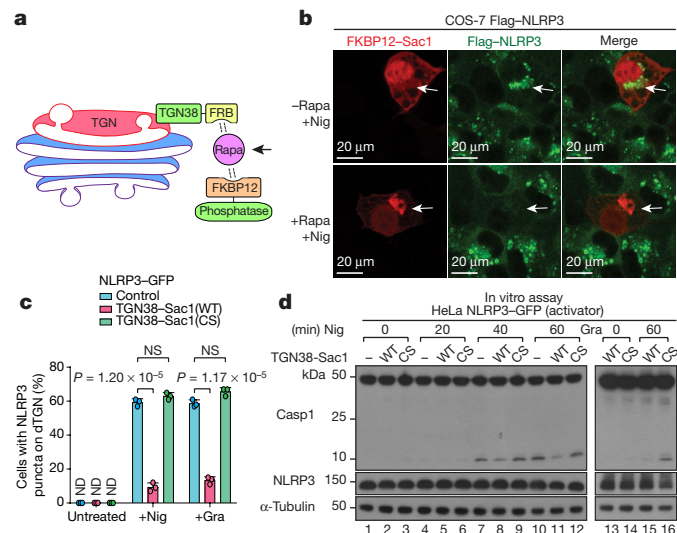 a
TGN
TGN38
FRB
Rapa
FKBP12
Phosphatase
b
COS-7 Flag–NLRP3
FKBP12–Sac1 Flag–NLRP3 Merge
–Rapa
+Nig
20 μm 20 μm 20 μm
+Rapa
+Nig
20 μm 20 μm 20 μm
c
NLRP3–GFP
Control
TGN38–Sac1(WT)
TGN38–Sac1(CS)
NS NS
P = 1.20 × 10⁻⁵ P = 1.17 × 10⁻⁵
Cells with NLRP3
puncta on dTGN (%)
80
60
40
20
0
ND ND ND
Untreated +Nig +Gra
d
In vitro assay
HeLa NLRP3–GFP (activator)
(min) Nig 0 20 40 60 Gra 0 60
TGN38-Sac1 – WT CS – WT CS – WT CS – WT CS WT CS WT CS
kDa
50
Casp1
25
10
NLRP3 150
α-Tubulin 50
1 2 3 4 5 6 7 8 9 10 11 12 13 14 15 16